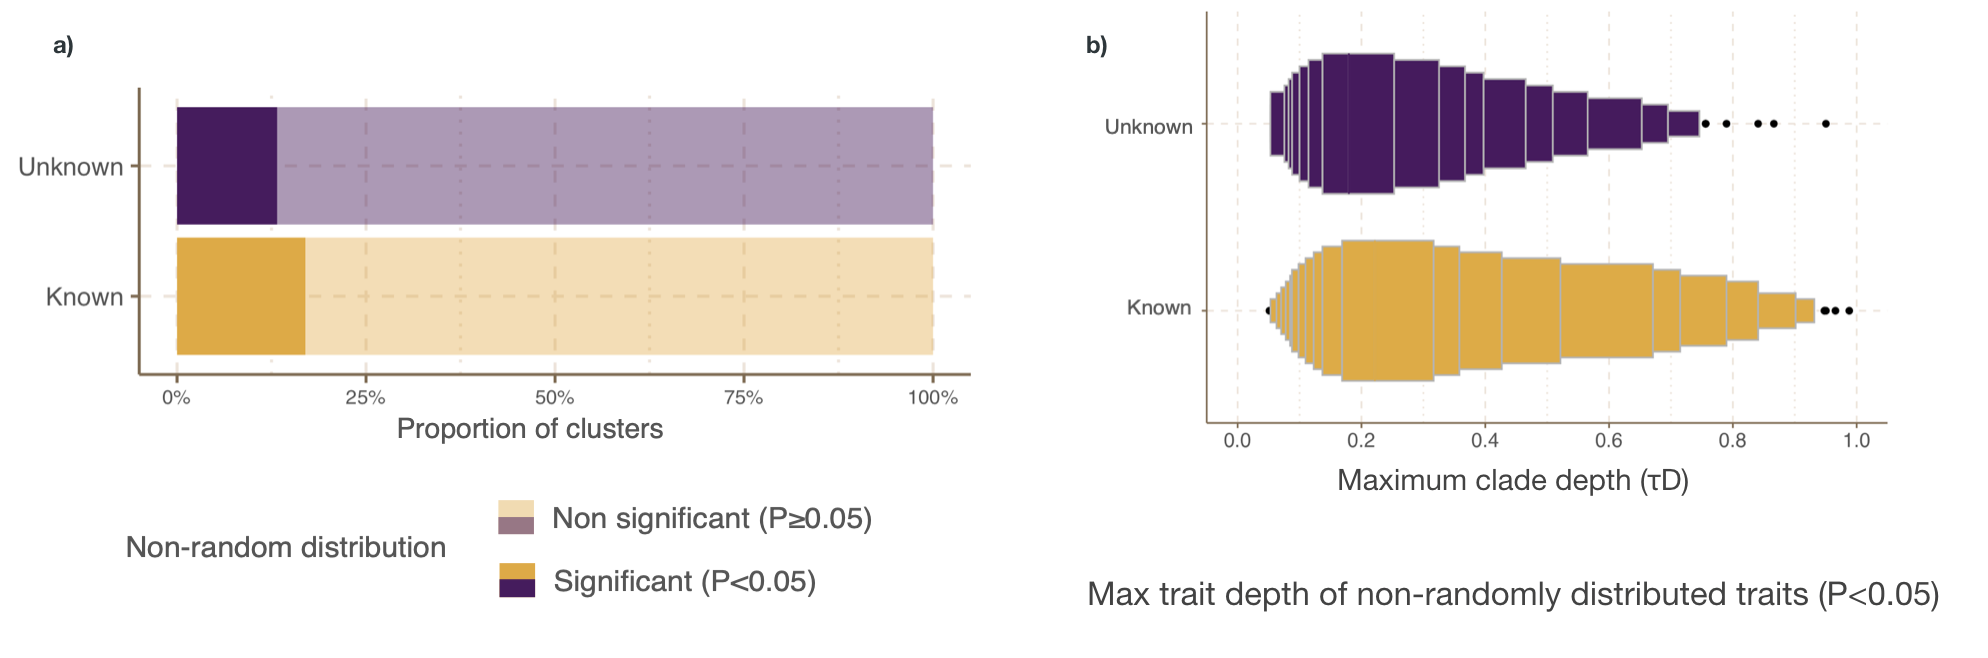 a)
Unknown
Known
0% 25% 50% 75% 100%
Proportion of clusters
Non-random distribution
Non significant (P≥0.05)
Significant (P<0.05)
b)
Unknown
Known
0.0 0.2 0.4 0.6 0.8 1.0
Maximum clade depth (τD)
Max trait depth of non-randomly distributed traits (P<0.05)